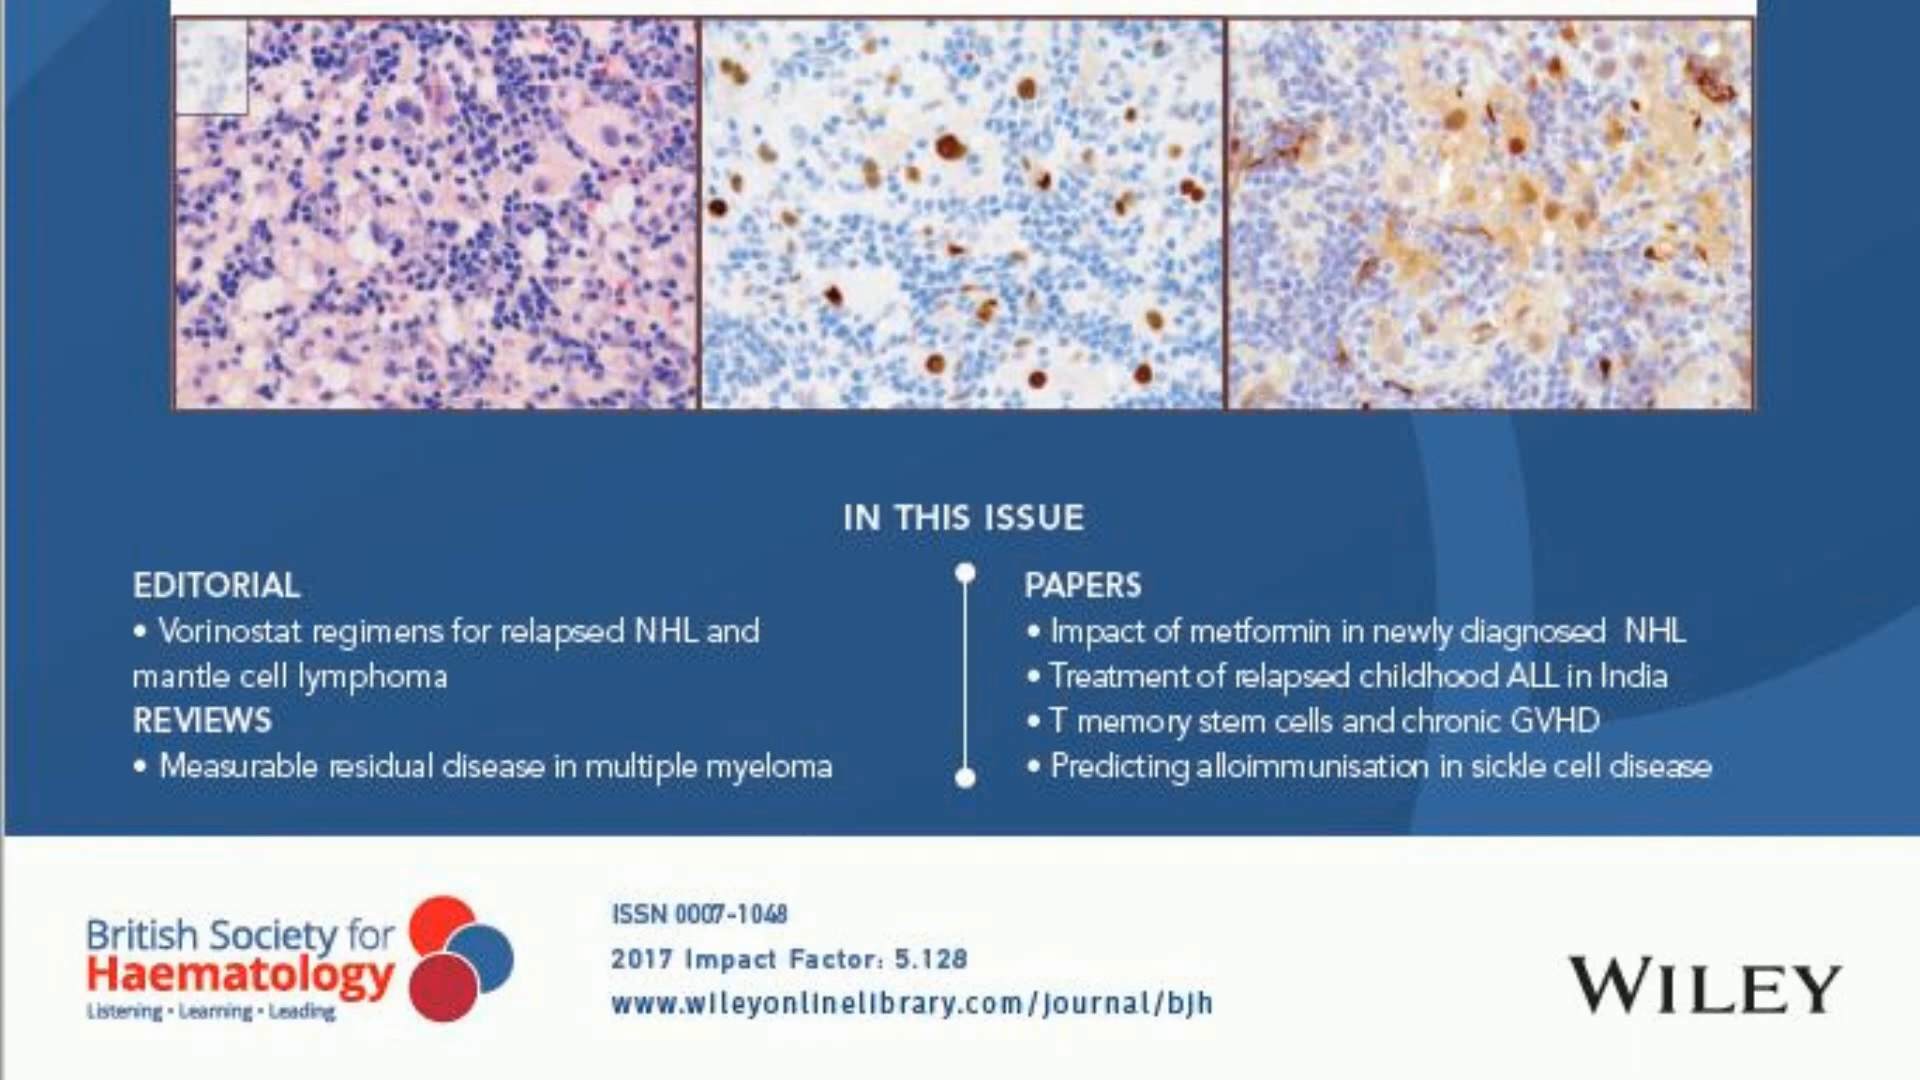 IN THIS ISSUE
EDITORIAL
• Vorinostat regimens for relapsed NHL and
mantle cell lymphoma
REVIEWS
• Measurable residual disease in multiple myeloma
PAPERS
• Impact of metformin in newly diagnosed NHL
• Treatment of relapsed childhood ALL in India
• T memory stem cells and chronic GVHD
• Predicting alloimmunisation in sickle cell disease
British Society for
Haematology
Listening • Learning • Leading
ISSN 0007-1048
2017 Impact Factor: 5.128
www.wileyonlinelibrary.com/journal/bjh
WILEY